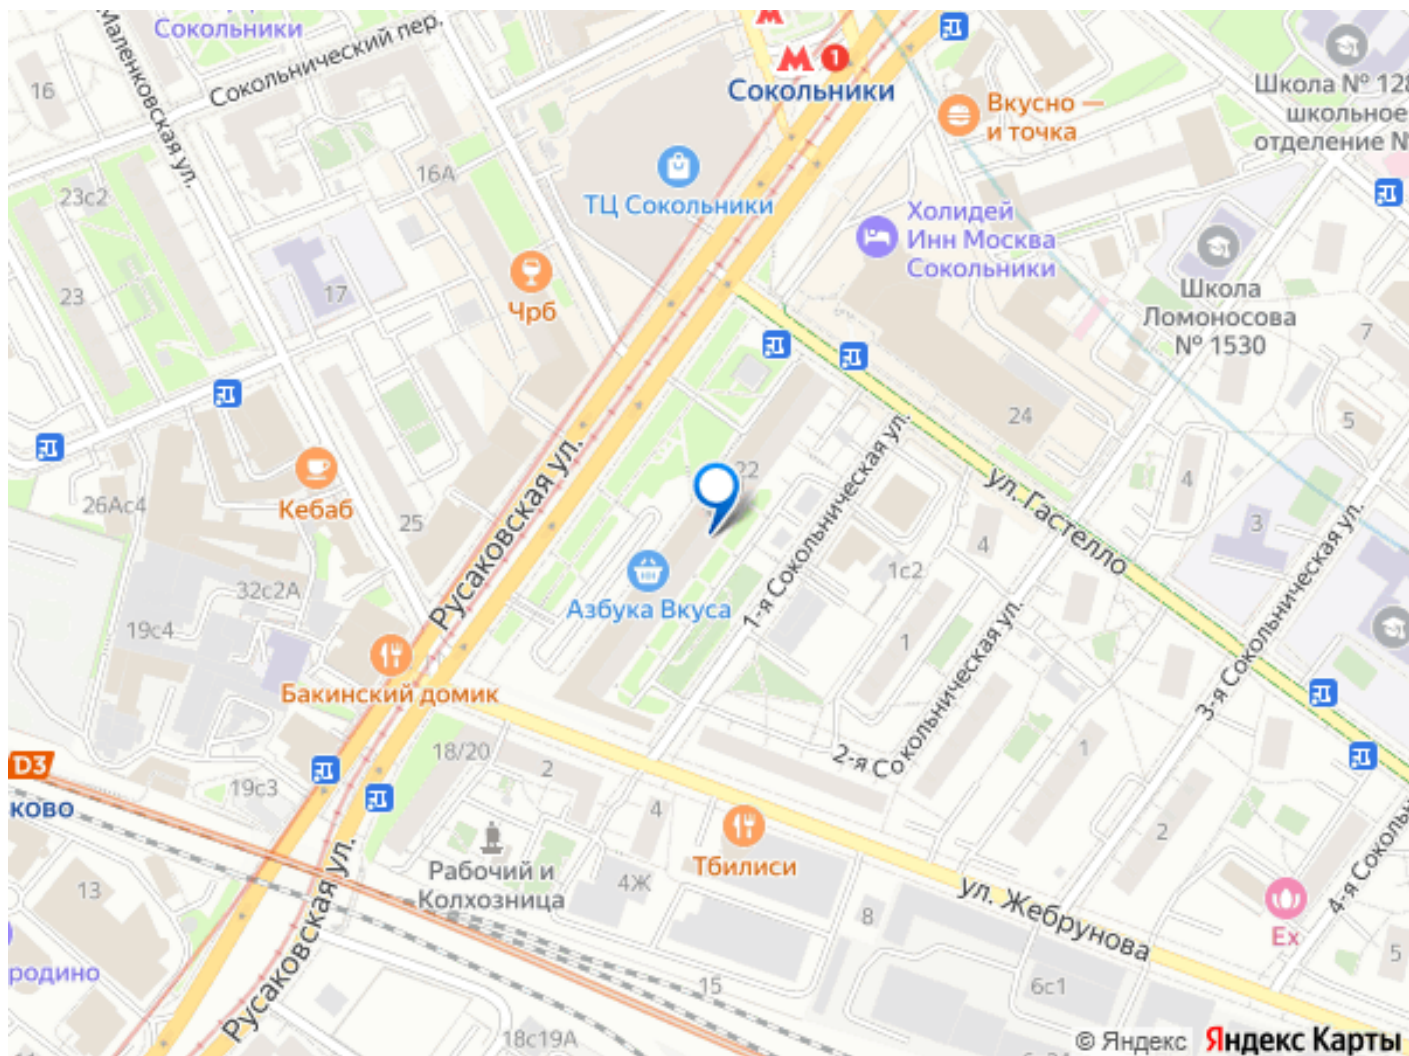 Сокольники
Маленковская ул.
Сокольнический пер.
16
М
М 1
Сокольники
Вкусно —
и точка
Школа № 128
школьное
отделение №
23с2
16А
ТЦ Сокольники
Холидей
Инн Москва
Сокольники
Школа
Ломоносова
№ 1530
7
23
17
Чрб
24
5
4
22
Русаковская ул.
1-я Сокольническая ул.
ул. Гастелло
3
26Ас4
Кебаб
25
4
1с2
3-я Сокольническая ул.
32с2А
Азбука Вкуса
19с4
1
2-я Сокольническая ул.
Бакинский домик
18/20
2
1
D3
ково
19с3
4
2
4-я Соколь
Тбилиси
Рабочий и
Колхозница
4Ж
13
8
ул. Жебрунова
Ex
Русаковская ул.
родино
15
6с1
5
18с19А
© Яндекс Яндекс Карты